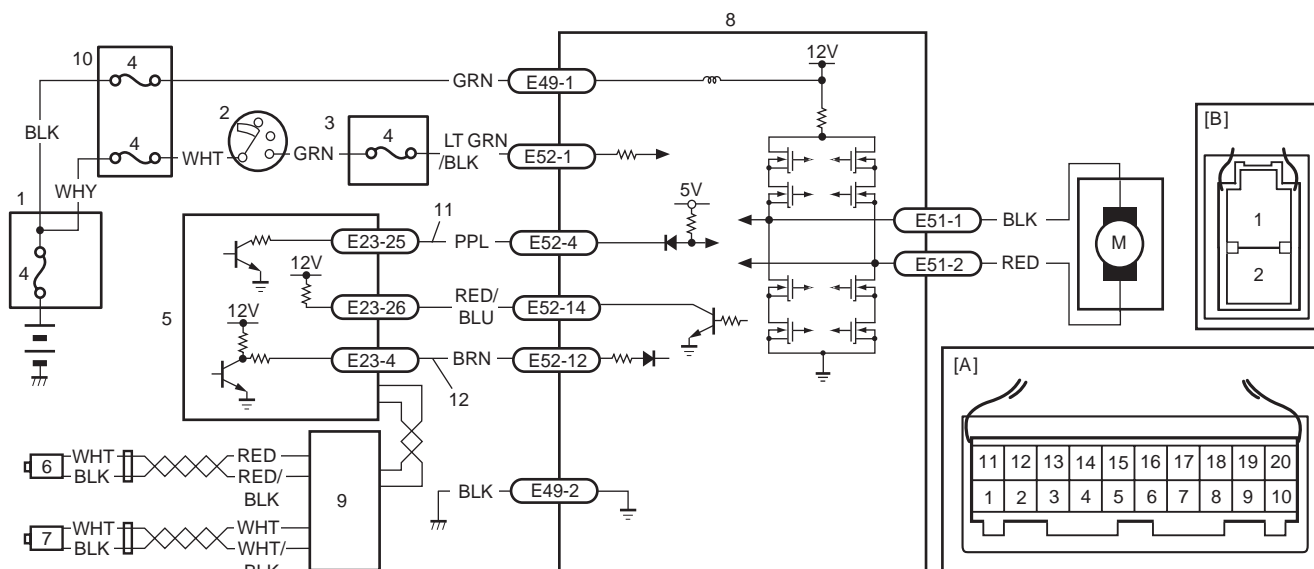 8
10
4
12V
GRN
E49-1
BLK
2
3
4
4
LT GRN
/BLK
E52-1
WHT
GRN
[B]
1
WHY
5V
E51-1
BLK
1
11
E23-25
PPL
E52-4
M
4
12V
E51-2
RED
2
5
E23-26
RED/
BLU
E52-14
12V
E23-4
BRN
E52-12
[A]
12
6
WHT
BLK
RED
RED/
BLK
9
BLK
E49-2
11 12 13 14 15 16 17 18 19 20
1 2 3 4 5 6 7 8 9 10
7
WHT
BLK
WHT
WHT/
BLK